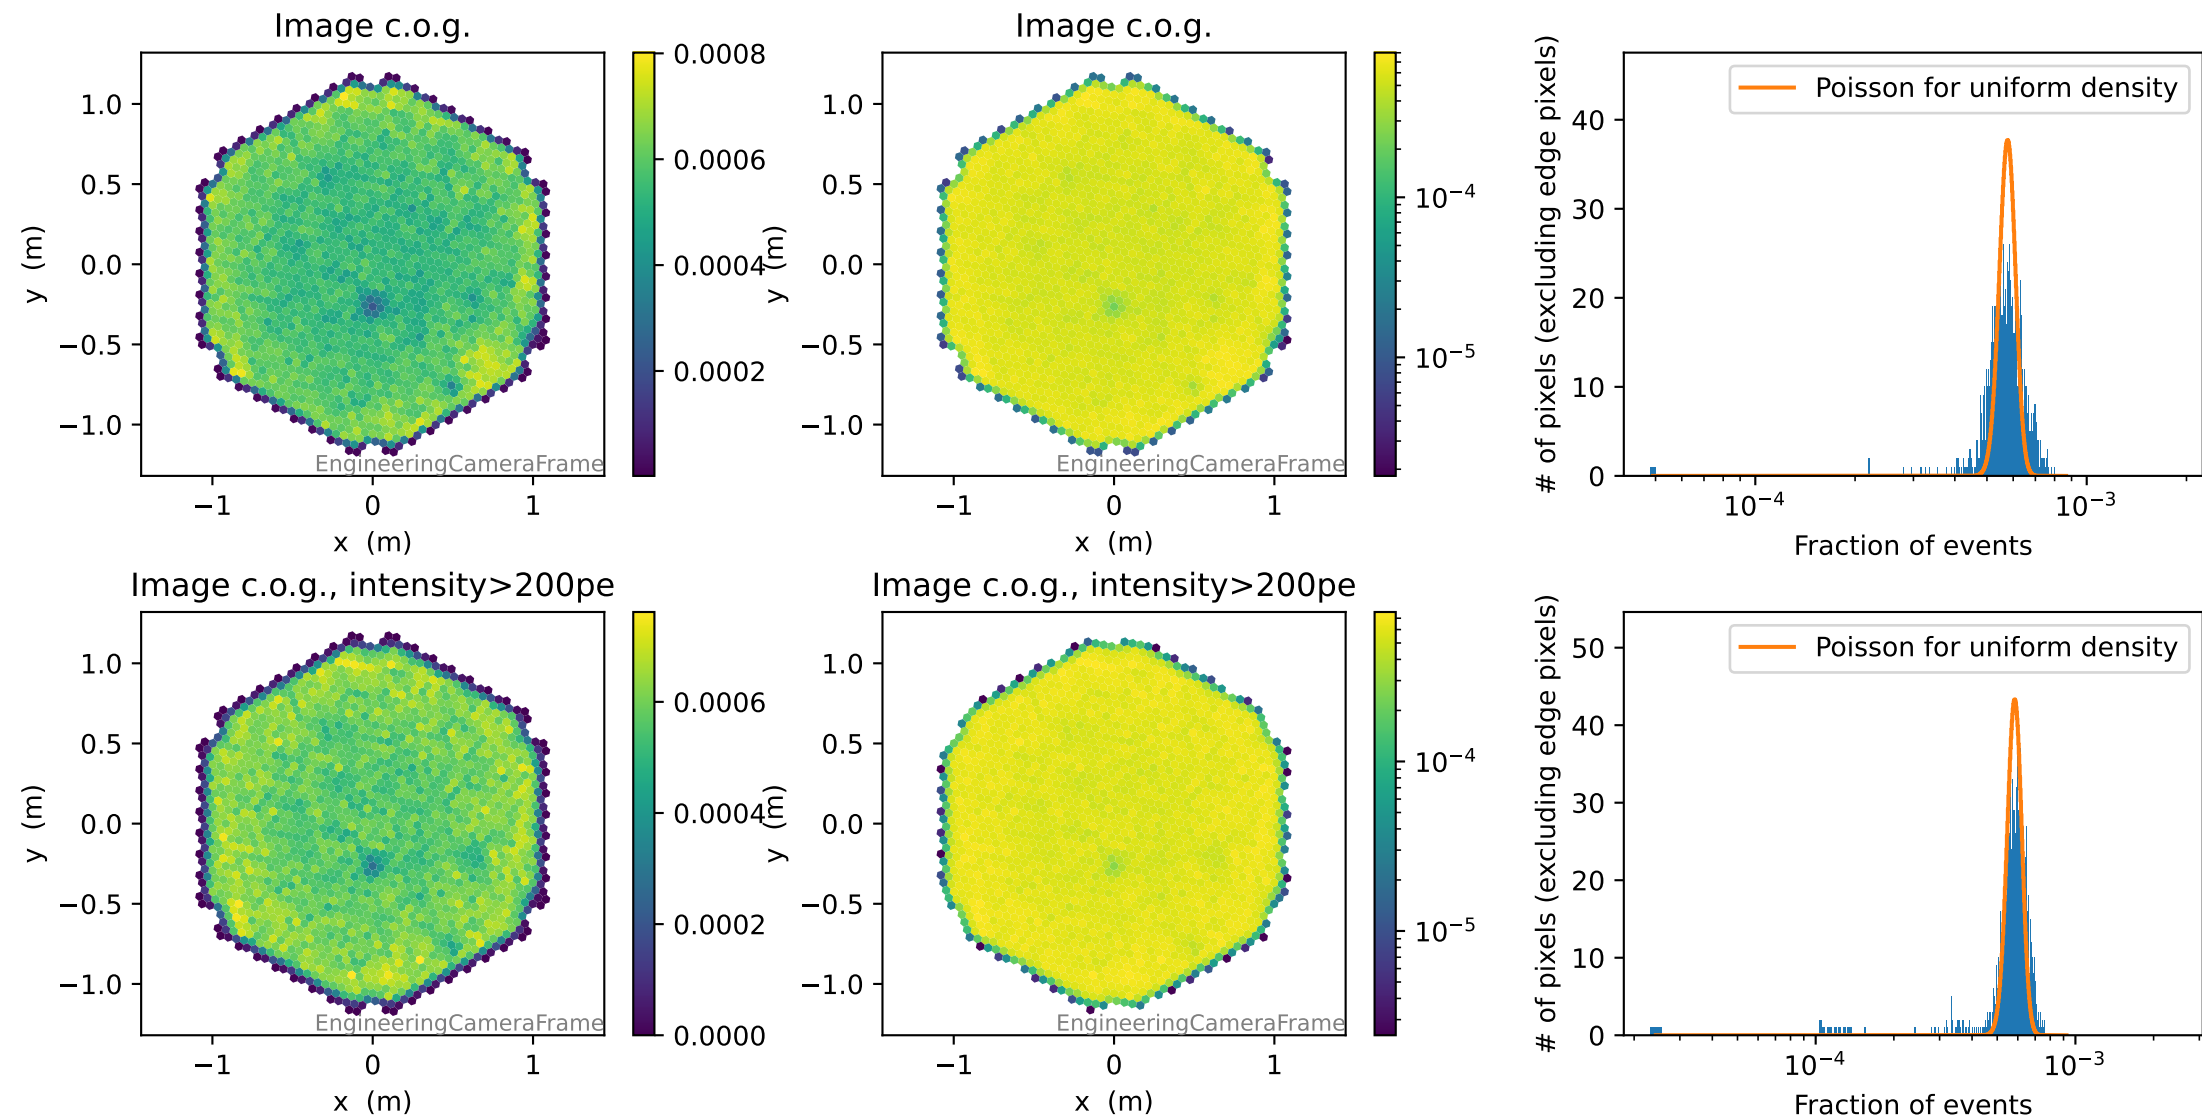 Image c.o.g.
1.0
0.5
0.0
−0.5
−1.0
y (m)
−1
0
1
x (m)
EngineeringCameraFrame
0.0008
0.0006
0.0004
0.0002
Image c.o.g.
1.0
0.5
0.0
−0.5
−1.0
y (m)
−1
0
1
x (m)
EngineeringCameraFrame
10⁻⁴
10⁻⁵
# of pixels (excluding edge pixels)
40
30
20
10
0
Poisson for uniform density
10⁻⁴
10⁻³
Fraction of events
Image c.o.g., intensity>200pe
1.0
0.5
0.0
−0.5
−1.0
y (m)
−1
0
1
x (m)
EngineeringCameraFrame
0.0006
0.0004
0.0002
0.0000
Image c.o.g., intensity>200pe
1.0
0.5
0.0
−0.5
−1.0
y (m)
−1
0
1
x (m)
EngineeringCameraFrame
10⁻⁴
10⁻⁵
# of pixels (excluding edge pixels)
50
40
30
20
10
0
Poisson for uniform density
10⁻⁴
10⁻³
Fraction of events